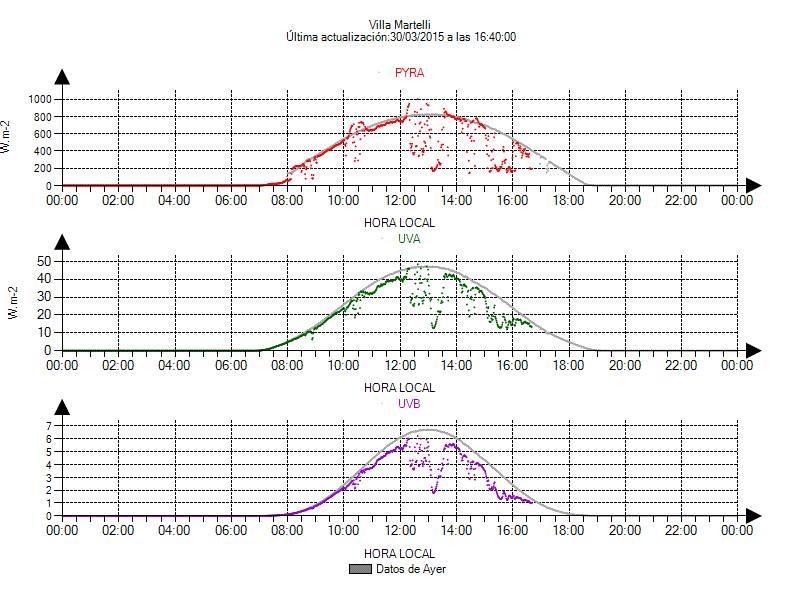 Villa Martelli
Última actualización:30/03/2015 a las 16:40:00
PYRA
W.m-2
1000
800
600
400
200
0
00:00 02:00 04:00 06:00 08:00 10:00 12:00 14:00 16:00 18:00 20:00 22:00 00:00
HORA LOCAL
UVA
W.m-2
50
40
30
20
10
0
00:00 02:00 04:00 06:00 08:00 10:00 12:00 14:00 16:00 18:00 20:00 22:00 00:00
HORA LOCAL
UVB
7
6
5
4
3
2
1
0
00:00 02:00 04:00 06:00 08:00 10:00 12:00 14:00 16:00 18:00 20:00 22:00 00:00
HORA LOCAL
Datos de Ayer